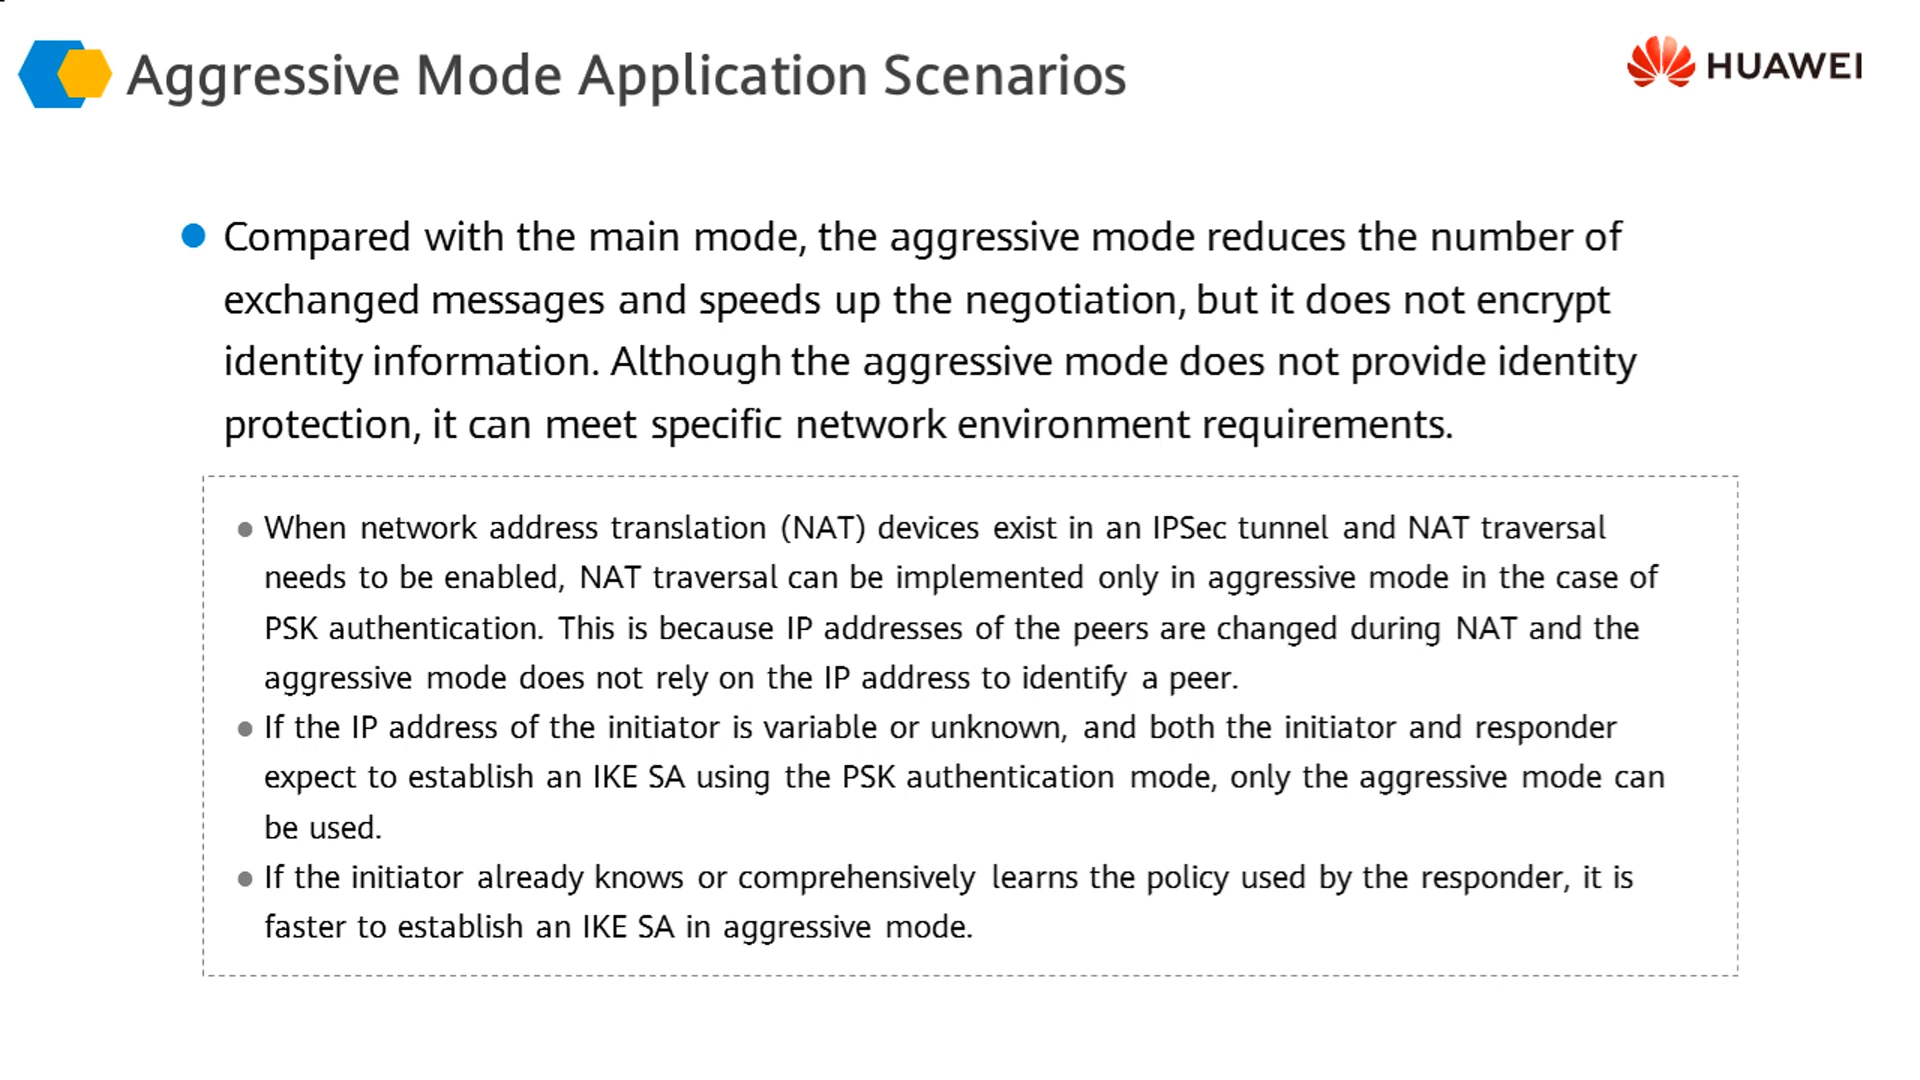 Aggressive Mode Application Scenarios
HUAWEI
Compared with the main mode, the aggressive mode reduces the number of
exchanged messages and speeds up the negotiation, but it does not encrypt
identity information. Although the aggressive mode does not provide identity
protection, it can meet specific network environment requirements.
When network address translation (NAT) devices exist in an IPSec tunnel and NAT traversal
needs to be enabled, NAT traversal can be implemented only in aggressive mode in the case of
PSK authentication. This is because IP addresses of the peers are changed during NAT and the
aggressive mode does not rely on the IP address to identify a peer.
If the IP address of the initiator is variable or unknown, and both the initiator and responder
expect to establish an IKE SA using the PSK authentication mode, only the aggressive mode can
be used.
If the initiator already knows or comprehensively learns the policy used by the responder, it is
faster to establish an IKE SA in aggressive mode.